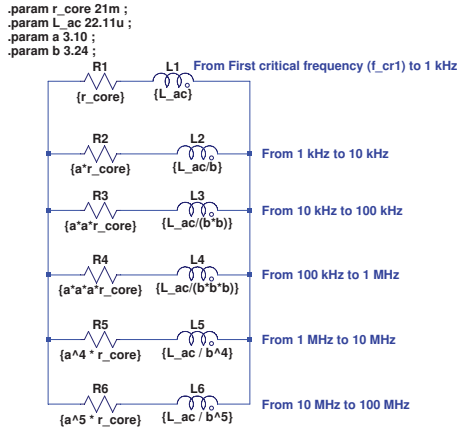 .param r_core 21m ;
.param L_ac 22.11u ;
.param a 3.10 ;
.param b 3.24 ;
R1 L1 From First critical frequency (f_cr1) to 1 kHz
{r_core} {L_ac}
R2 L2
From 1 kHz to 10 kHz
{a*r_core} {L_ac/b}
R3 L3
From 10 kHz to 100 kHz
{a*a*r_core} {L_ac/(b*b)}
R4 L4
From 100 kHz to 1 MHz
{a*a*a*r_core} {L_ac/(b*b*b)}
R5 L5
From 1 MHz to 10 MHz
{a^4 * r_core} {L_ac / b^4}
R6 L6
From 10 MHz to 100 MHz
{a^5 * r_core} {L_ac / b^5}